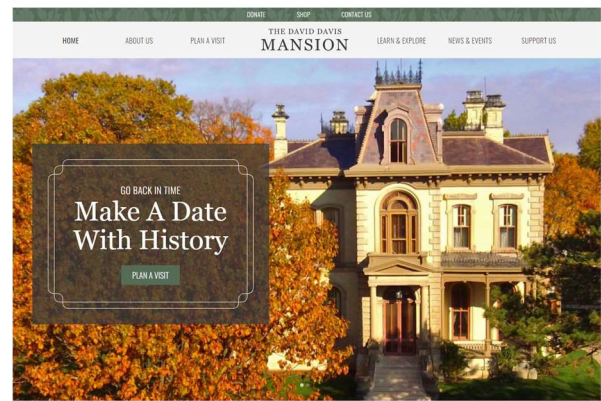 DONATE SHOP CONTACT US
HOME ABOUT US PLAN A VISIT THE DAVID DAVIS MANSION LEARN & EXPLORE NEWS & EVENTS SUPPORT US
GO BACK IN TIME
Make A Date
With History
PLAN A VISIT